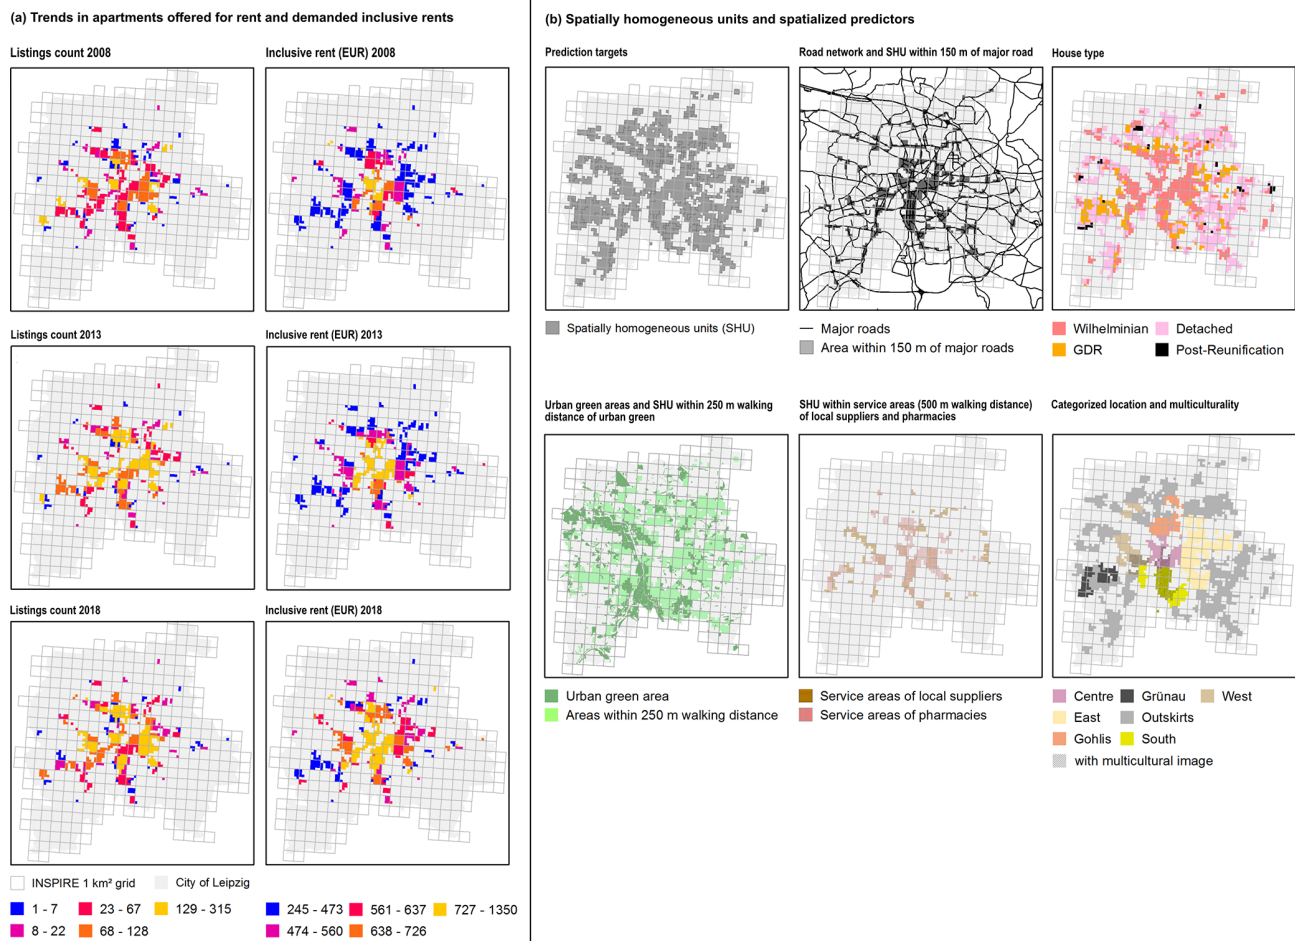 (a) Trends in apartments offered for rent and demanded inclusive rents
Listings count 2008
Inclusive rent (EUR) 2008
Listings count 2013
Inclusive rent (EUR) 2013
Listings count 2018
Inclusive rent (EUR) 2018
INSPIRE 1 km² grid
City of Leipzig
1 - 7
23 - 67
129 - 315
8 - 22
68 - 128
245 - 473
561 - 637
727 - 1350
474 - 560
638 - 726
(b) Spatially homogeneous units and spatialized predictors
Prediction targets
Road network and SHU within 150 m of major road
House type
Spatially homogeneous units (SHU)
Major roads
Area within 150 m of major roads
Wilhelminian
Detached
GDR
Post-Reunification
Urban green areas and SHU within 250 m walking
distance of urban green
SHU within service areas (500 m walking distance)
of local suppliers and pharmacies
Categorized location and multiculturality
Urban green area
Areas within 250 m walking distance
Service areas of local suppliers
Service areas of pharmacies
Centre
Grünau
West
East
Outskirts
Gohlis
South
with multicultural image